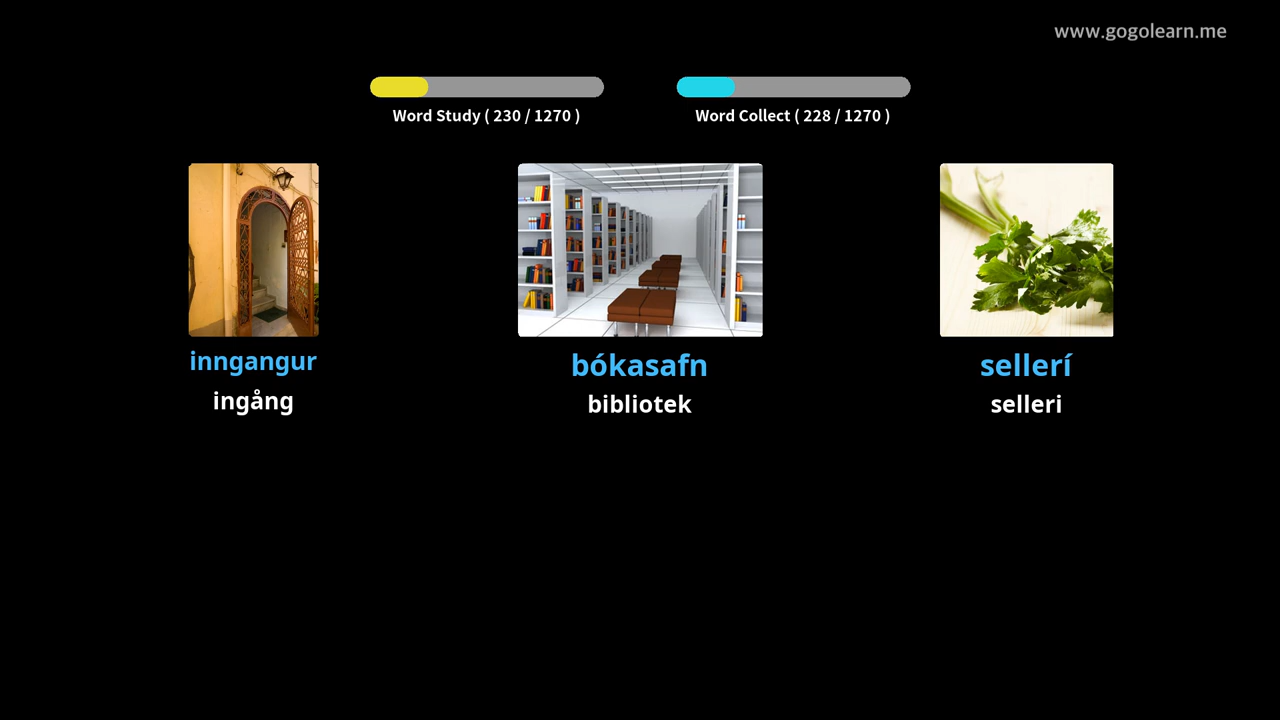 www.gogolearn.me
Word Study ( 230 / 1270 )
Word Collect ( 228 / 1270 )
inngangur
bókasafn
sellerí
ingång
bibliotek
selleri